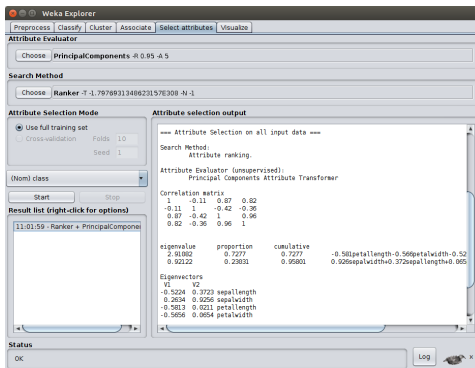 Weka Explorer
Preprocess Classify Cluster Associate Select attributes Visualize
Attribute Evaluator
Choose PrincipalComponents -R 0.95 -A 5
Search Method
Choose Ranker -T -1.7976931348623157E308 -N -1
Attribute Selection Mode
Use full training set
Cross-validation Folds 10
Seed 1
(Nom) class
Start Stop
Result list (right-click for options)
11:01:59 - Ranker + PrincipalCompone
Attribute selection output
=== Attribute Selection on all input data ===
Search Method:
Attribute ranking.
Attribute Evaluator (unsupervised):
Principal Components Attribute Transformer
Correlation matrix
1 -0.11 0.87 0.82
-0.11 1 -0.42 -0.36
0.87 -0.42 1 0.96
0.82 -0.36 0.96 1
eigenvalue proportion cumulative
2.91082 0.7277 0.7277 -0.581petallength-0.566petalwidth-0.52
0.92122 0.23031 0.95801 0.926sepalwidth+0.372sepallength+0.065
Eigenvectors
V1 V2
-0.5224 0.3723 sepallength
0.2634 0.9256 sepalwidth
-0.5813 0.0211 petallength
-0.5656 0.0654 petalwidth
Status
OK
Log
x